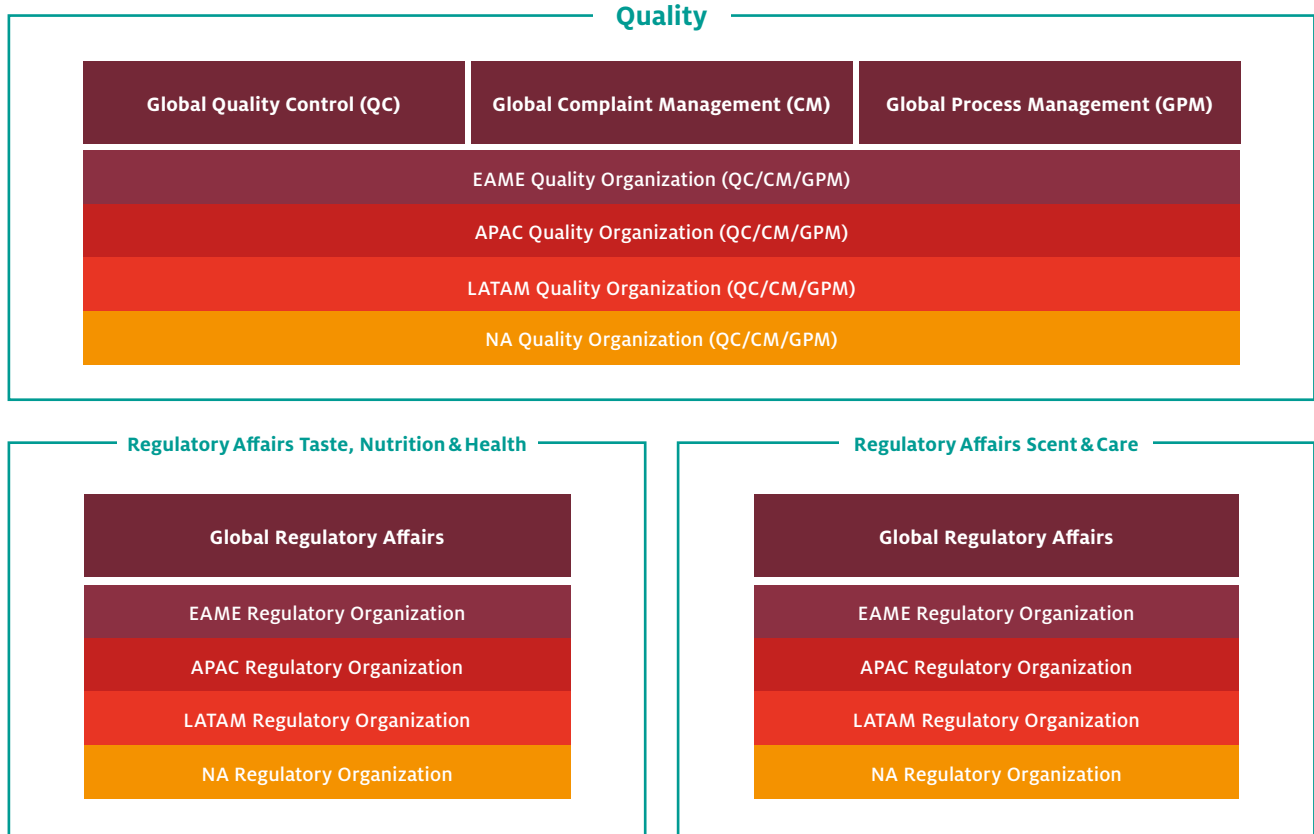 Quality
Global Quality Control (QC)
Global Complaint Management (CM)
Global Process Management (GPM)
EAME Quality Organization (QC/CM/GPM)
APAC Quality Organization (QC/CM/GPM)
LATAM Quality Organization (QC/CM/GPM)
NA Quality Organization (QC/CM/GPM)
Regulatory Affairs Taste, Nutrition & Health
Global Regulatory Affairs
EAME Regulatory Organization
APAC Regulatory Organization
LATAM Regulatory Organization
NA Regulatory Organization
Regulatory Affairs Scent & Care
Global Regulatory Affairs
EAME Regulatory Organization
APAC Regulatory Organization
LATAM Regulatory Organization
NA Regulatory Organization